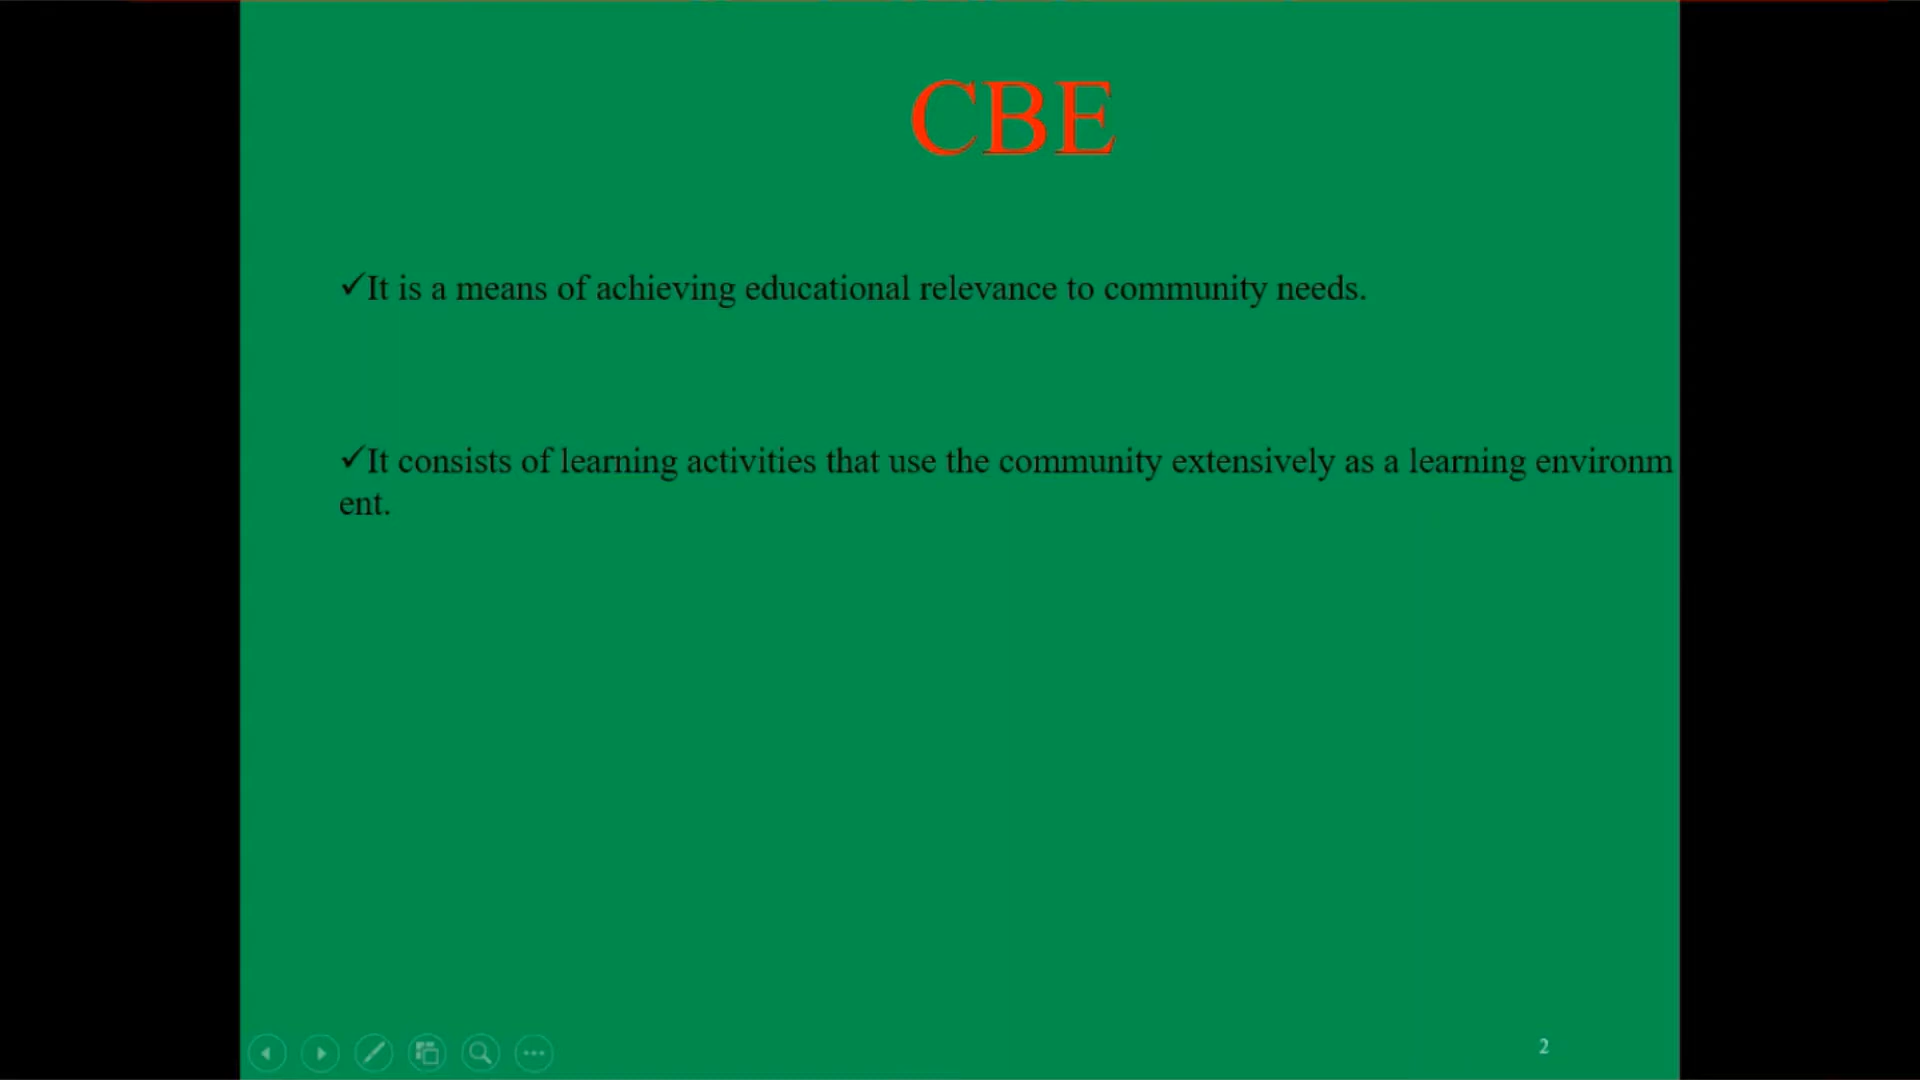 CBE
✓It is a means of achieving educational relevance to community needs.
✓It consists of learning activities that use the community extensively as a learning environm
ent.
2